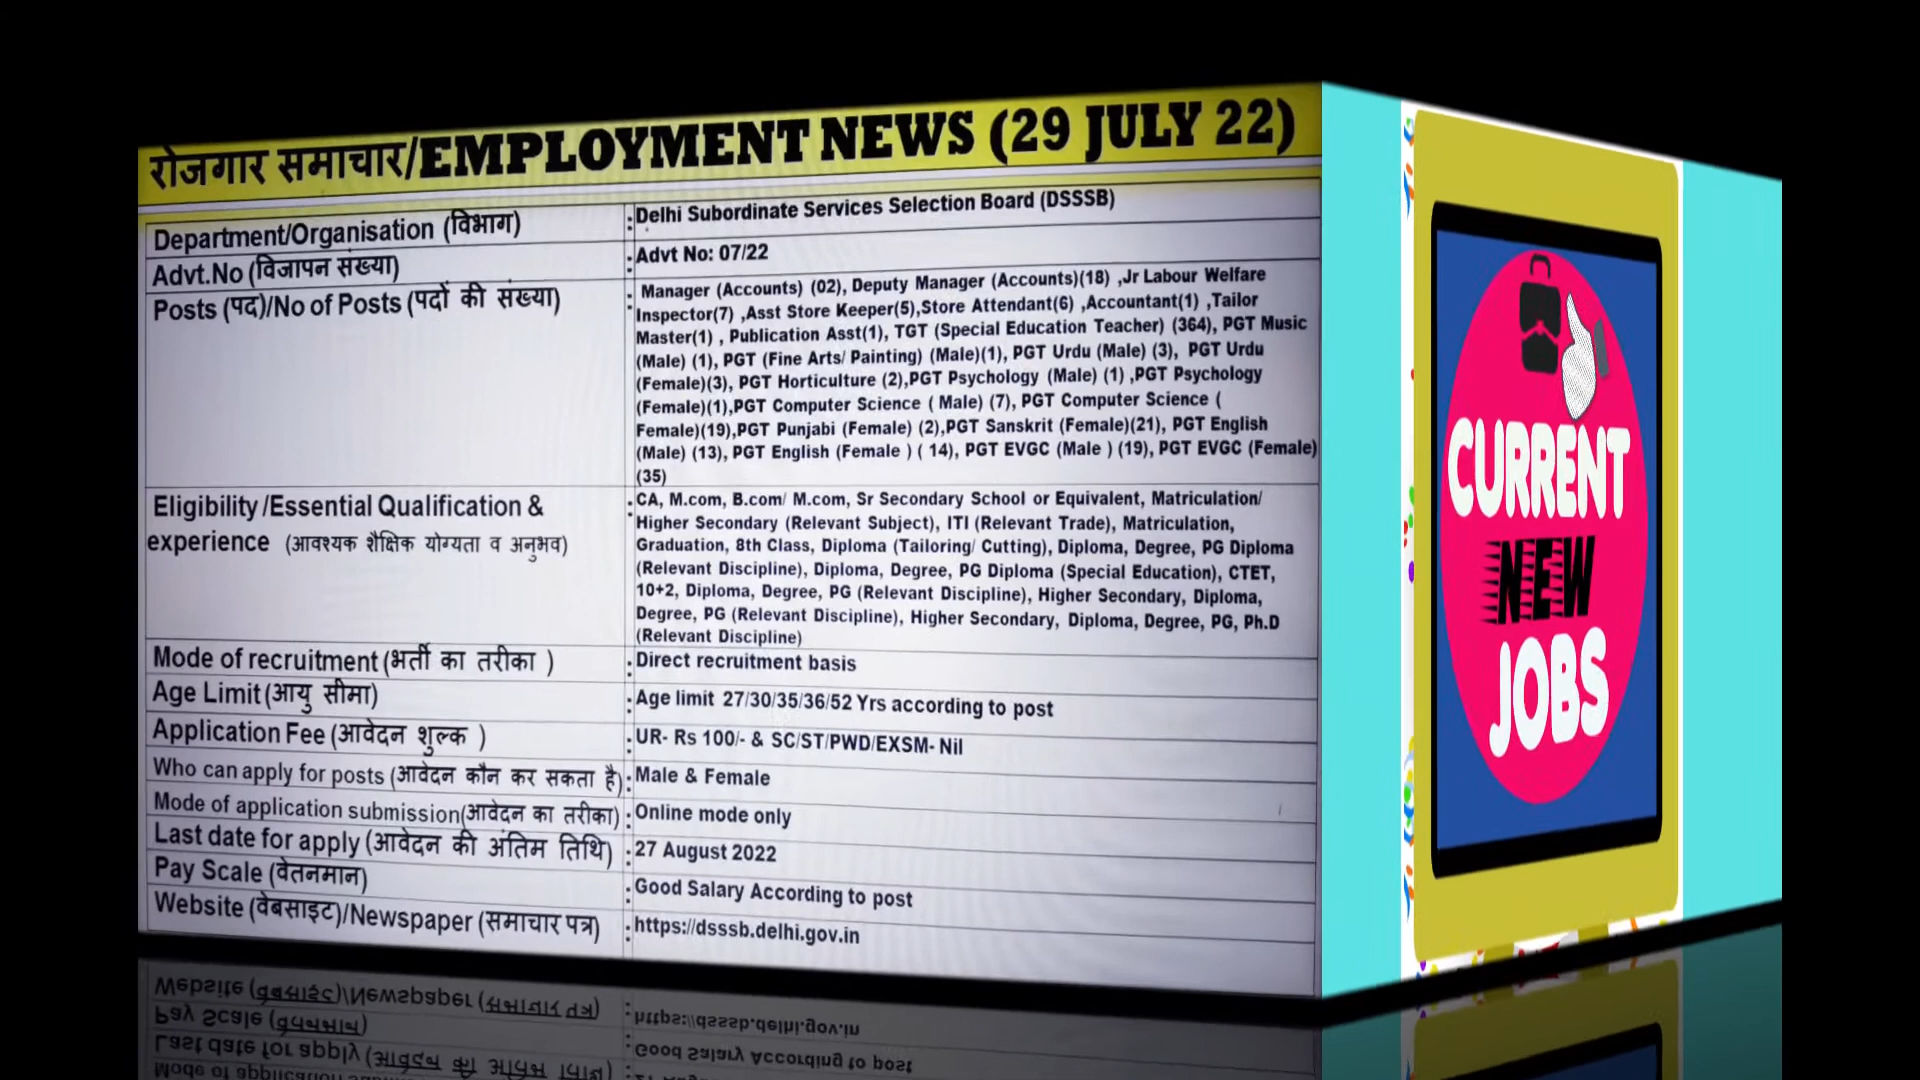 रोजगार समाचार/EMPLOYMENT NEWS (29 JULY 22)
Department/Organisation (विभाग) : Delhi Subordinate Services Selection Board (DSSSB)
Advt.No (विजापन संख्या) : Advt No: 07/22
Posts (पद)/No of Posts (पदों की संख्या) : Manager (Accounts) (02), Deputy Manager (Accounts)(18) ,Jr Labour Welfare
Inspector(7) ,Asst Store Keeper(5),Store Attendant(6) ,Accountant(1) ,Tailor
Master(1) , Publication Asst(1), TGT (Special Education Teacher) (364), PGT Music
(Male) (1), PGT (Fine Arts/ Painting) (Male)(1), PGT Urdu (Male) (3), PGT Urdu
(Female)(3), PGT Horticulture (2),PGT Psychology (Male) (1) ,PGT Psychology
(Female)(1),PGT Computer Science ( Male) (7), PGT Computer Science (
Female)(19),PGT Punjabi (Female) (2),PGT Sanskrit (Female)(21), PGT English
(Male) (13), PGT English (Female ) ( 14), PGT EVGC (Male ) (19), PGT EVGC (Female)
(35)
Eligibility /Essential Qualification &
experience (आवश्यक शैक्षिक योग्यता व अनुभव)
: CA, M.com, B.com/ M.com, Sr Secondary School or Equivalent, Matriculation/
Higher Secondary (Relevant Subject), ITI (Relevant Trade), Matriculation,
Graduation, 8th Class, Diploma (Tailoring/ Cutting), Diploma, Degree, PG Diploma
(Relevant Discipline), Diploma, Degree, PG Diploma (Special Education), CTET,
10+2, Diploma, Degree, PG (Relevant Discipline), Higher Secondary, Diploma,
Degree, PG (Relevant Discipline), Higher Secondary, Diploma, Degree, PG, Ph.D
(Relevant Discipline)
Mode of recruitment (भर्ती का तरीका ) : Direct recruitment basis
Age Limit (आयु सीमा) : Age limit 27/30/35/36/52 Yrs according to post
Application Fee (आवेदन शुल्क ) : UR- Rs 100/- & SC/ST/PWD/EXSM- Nil
Who can apply for posts (आवेदन कौन कर सकता है) : Male & Female
Mode of application submission(आवेदन का तरीका) : Online mode only
Last date for apply (आवेदन की अंतिम तिथि) : 27 August 2022
Pay Scale (वेतनमान) : Good Salary According to post
Website (वेबसाइट)/Newspaper (समाचार पत्र) : https://dsssb.delhi.gov.in
CURRENT
NEW
JOBS